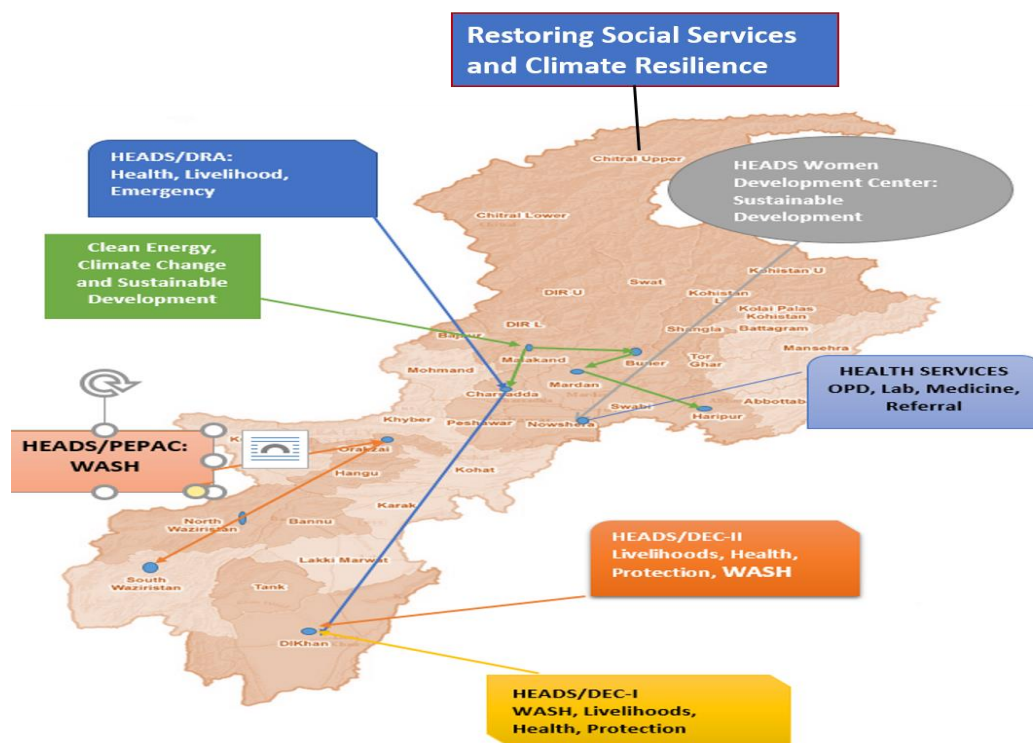 Restoring Social Services
and Climate Resilience
HEADS/DRA:
Health, Livelihood,
Emergency
HEADS Women
Development Center:
Sustainable
Development
Clean Energy,
Climate Change
and Sustainable
Development
HEALTH SERVICES
OPD, Lab, Medicine,
Referral
HEADS/PEPAC:
WASH
HEADS/DEC-II
Livelihoods, Health,
Protection, WASH
HEADS/DEC-I
WASH, Livelihoods,
Health, Protection
Chitral Upper
Chitral Lower
Kohistan U
Swat
DIR U
Kohistan
L
Kolai Palas
Kohistan
DIR L
Shangla
Battagram
Bajaur
Mansehra
Malakand
Buner
Tor
Ghar
Mohmand
Mardan
Charsadda
Abbottab
Swabi
Haripur
Khyber
Peshawar
Nowshera
Orakzai
Hangu
Kohat
Karak
North
Waziristan
Bannu
Lakki Marwat
South
Waziristan
Tank
DIKhan